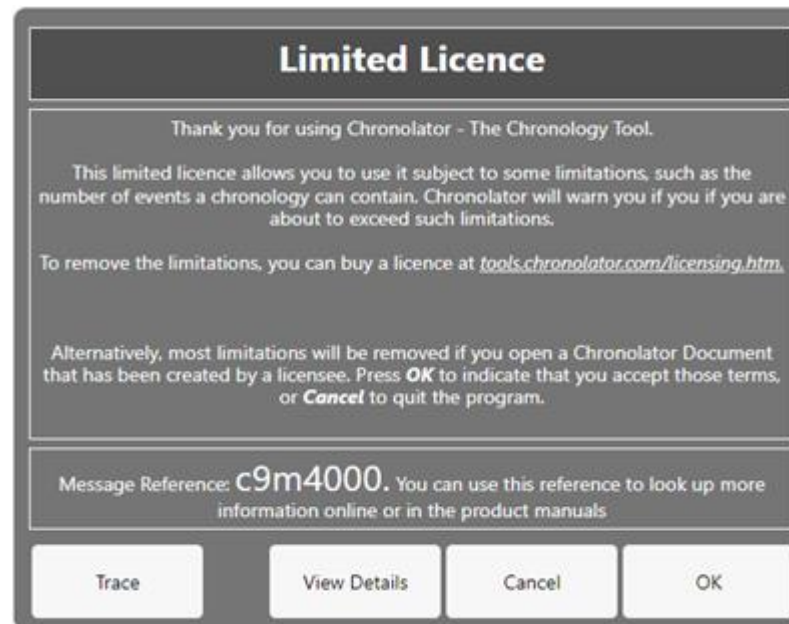 Limited Licence
Thank you for using Chronolator - The Chronology Tool.
This limited licence allows you to use it subject to some limitations, such as the
number of events a chronology can contain. Chronolator will warn you if you if you are
about to exceed such limitations.
To remove the limitations, you can buy a licence at tools.chronolator.com/licensing.htm.
Alternatively, most limitations will be removed if you open a Chronolator Document
that has been created by a licensee. Press OK to indicate that you accept those terms,
or Cancel to quit the program.
Message Reference: c9m4000. You can use this reference to look up more
information online or in the product manuals
Trace View Details Cancel OK